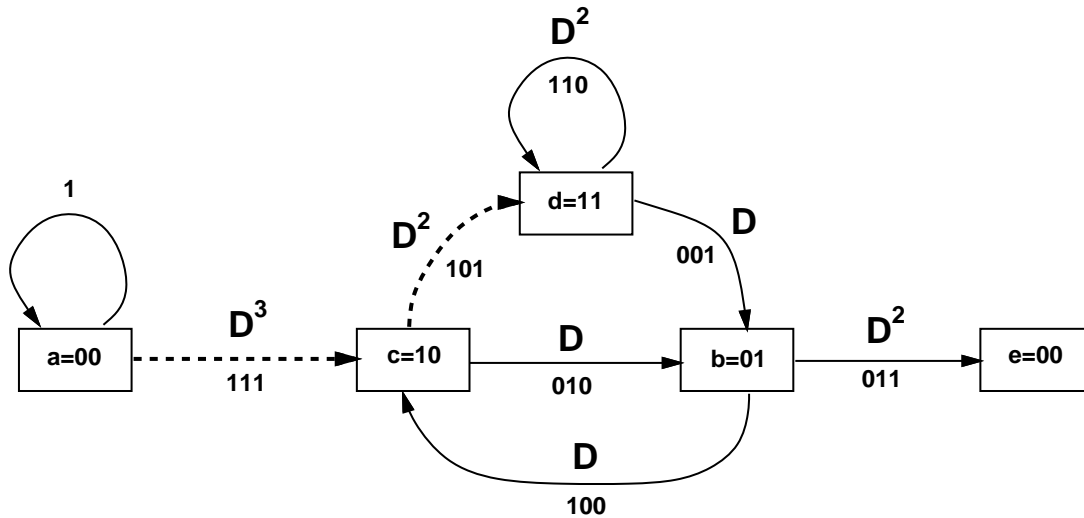 D²
110
1
d=11
D²
101
D
001
D³
111
a=00
c=10
D
010
b=01
D²
011
e=00
D
100